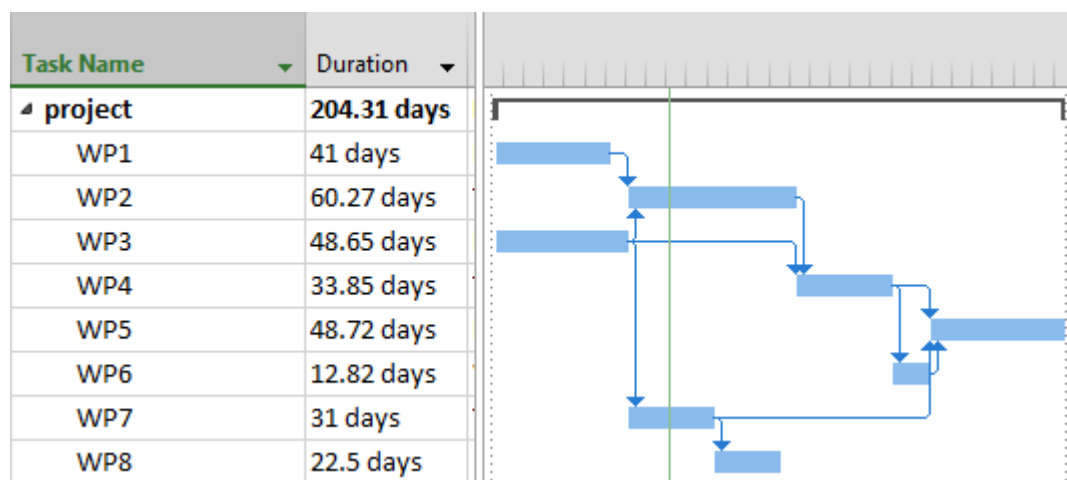 Task Name Duration
project 204.31 days
WP1 41 days
WP2 60.27 days
WP3 48.65 days
WP4 33.85 days
WP5 48.72 days
WP6 12.82 days
WP7 31 days
WP8 22.5 days